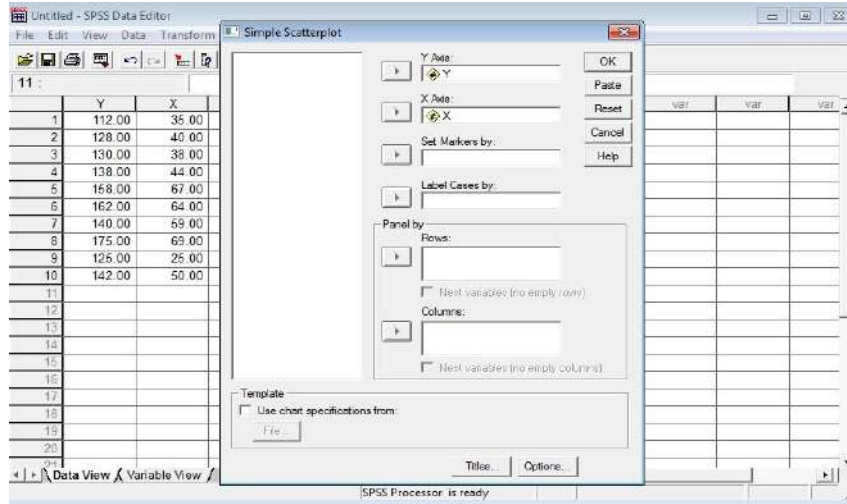 Untitled - SPSS Data Editor
File Edit View Data Transform
11 :
Y X var var var
1 112.00 35.00
2 128.00 40.00
3 130.00 38.00
4 138.00 44.00
5 158.00 67.00
6 162.00 64.00
7 140.00 59.00
8 175.00 69.00
9 125.00 25.00
10 142.00 50.00
11
12
13
14
15
16
17
18
19
20
21
Data View Variable View
SPSS Processor is ready
Simple Scatterplot
Y Axis:
Y
X Axis:
X
Set Markers by:
Label Cases by:
Panel by
Rows:
Nest variables (no empty rows)
Columns:
Nest variables (no empty columns)
Template
Use chart specifications from:
File...
Titles... Options...
OK
Paste
Reset
Cancel
Help